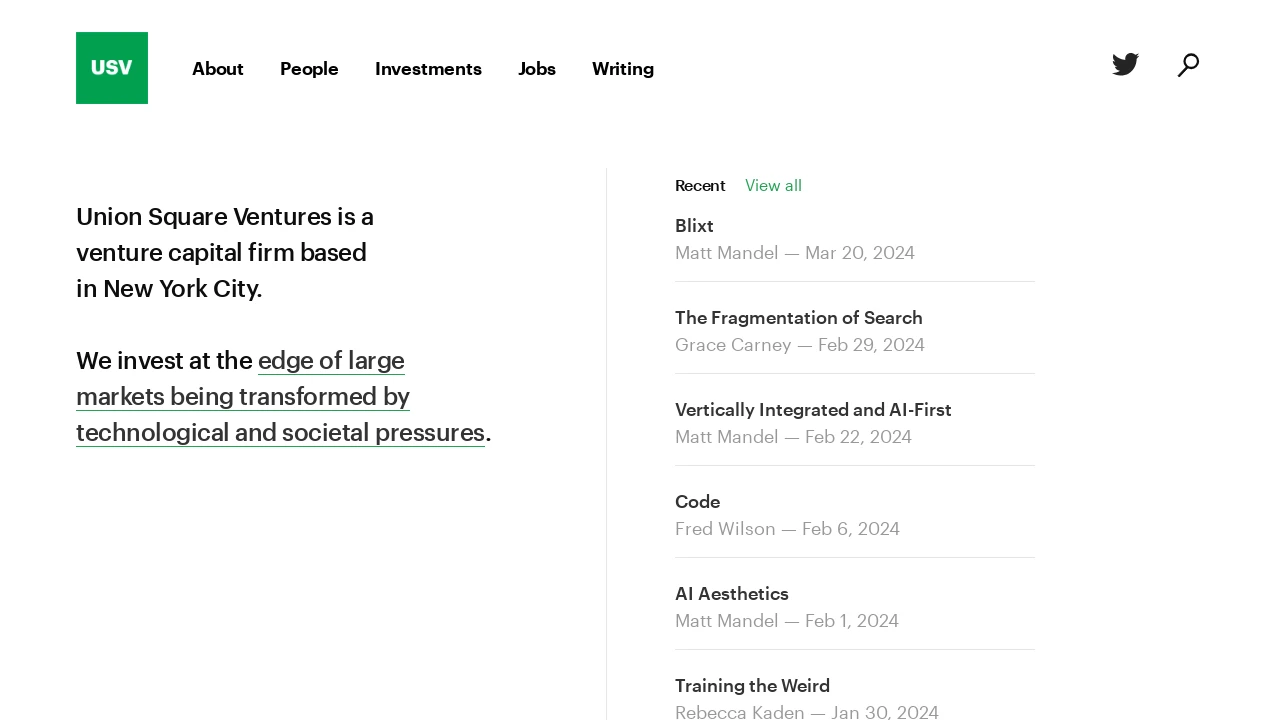 USV
About People Investments Jobs Writing
Union Square Ventures is a
venture capital firm based
in New York City.
We invest at the edge of large
markets being transformed by
technological and societal pressures.
Recent View all
Blixt
Matt Mandel — Mar 20, 2024
The Fragmentation of Search
Grace Carney — Feb 29, 2024
Vertically Integrated and AI-First
Matt Mandel — Feb 22, 2024
Code
Fred Wilson — Feb 6, 2024
AI Aesthetics
Matt Mandel — Feb 1, 2024
Training the Weird
Rebecca Kaden — Jan 30, 2024